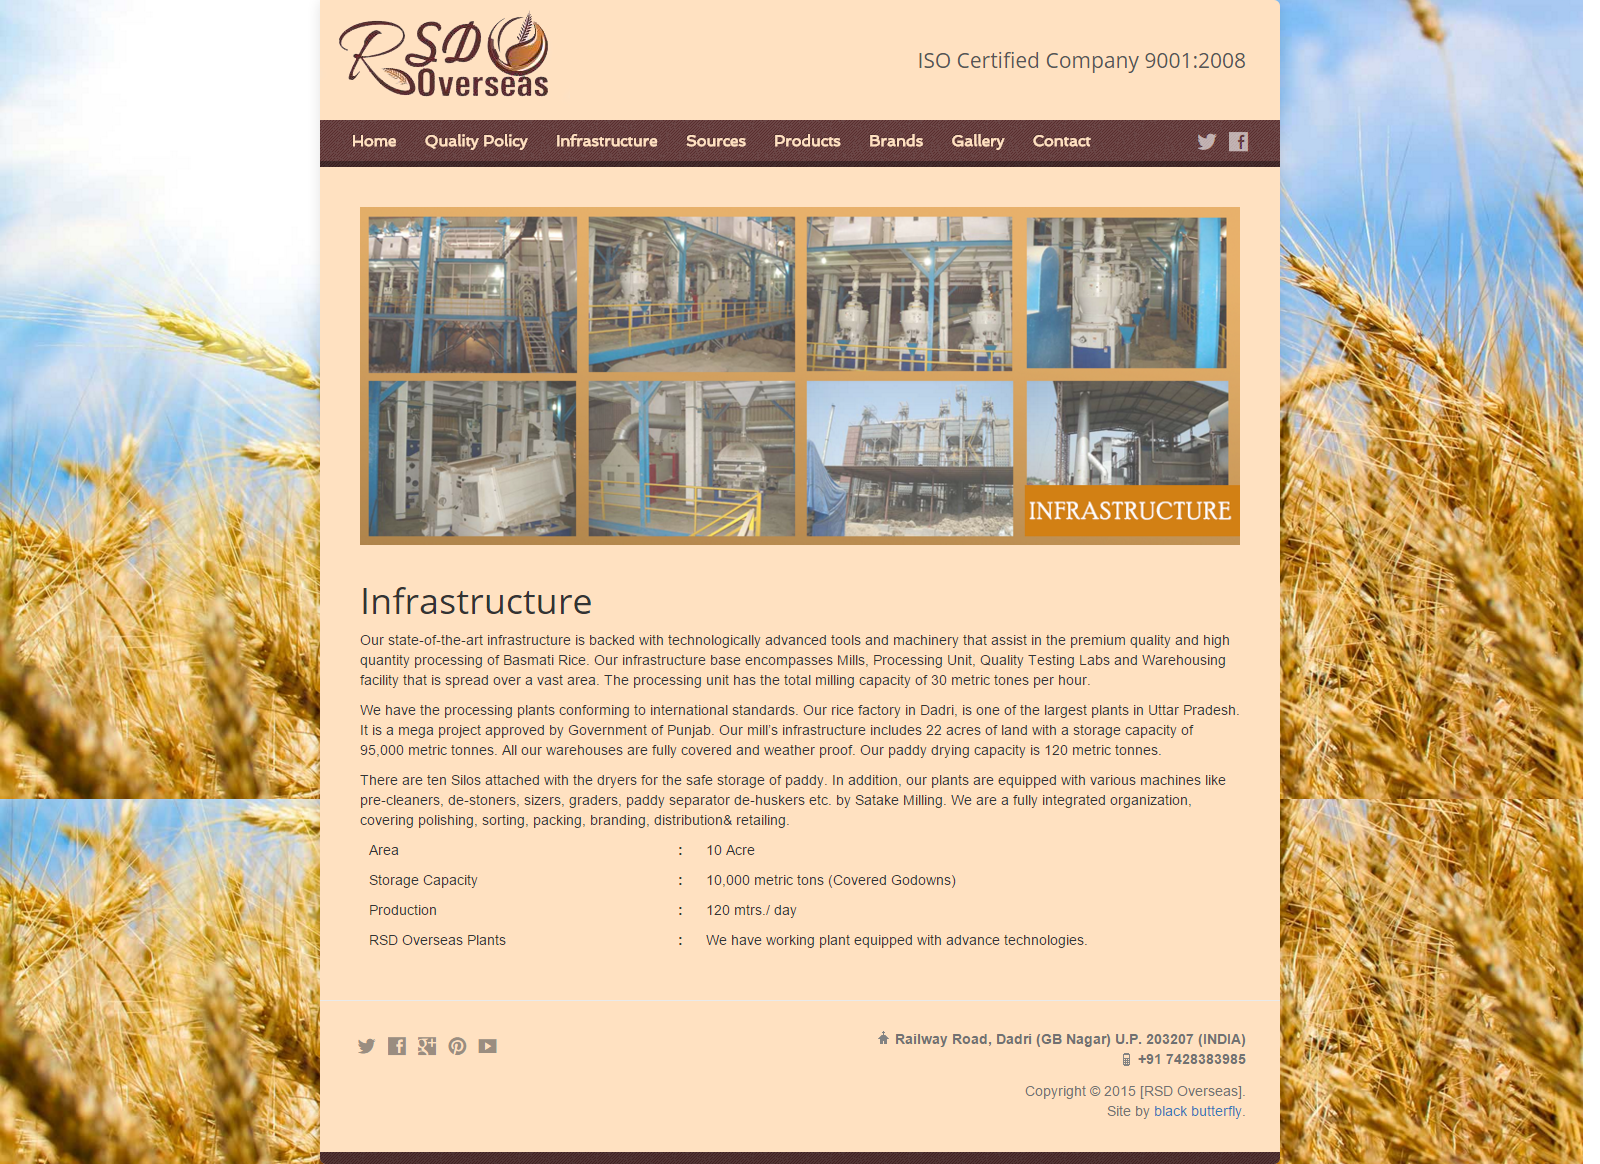 RSD
Overseas
ISO Certified Company 9001:2008
Home Quality Policy Infrastructure Sources Products Brands Gallery Contact
INFRASTRUCTURE
Infrastructure
Our state-of-the-art infrastructure is backed with technologically advanced tools and machinery that assist in the premium quality and high
quantity processing of Basmati Rice. Our infrastructure base encompasses Mills, Processing Unit, Quality Testing Labs and Warehousing
facility that is spread over a vast area. The processing unit has the total milling capacity of 30 metric tones per hour.
We have the processing plants conforming to international standards. Our rice factory in Dadri, is one of the largest plants in Uttar Pradesh.
It is a mega project approved by Government of Punjab. Our mill's infrastructure includes 22 acres of land with a storage capacity of
95,000 metric tonnes. All our warehouses are fully covered and weather proof. Our paddy drying capacity is 120 metric tonnes.
There are ten Silos attached with the dryers for the safe storage of paddy. In addition, our plants are equipped with various machines like
pre-cleaners, de-stoners, sizers, graders, paddy separator de-huskers etc. by Satake Milling. We are a fully integrated organization,
covering polishing, sorting, packing, branding, distribution& retailing.
Area : 10 Acre
Storage Capacity : 10,000 metric tons (Covered Godowns)
Production : 120 mtrs./ day
RSD Overseas Plants : We have working plant equipped with advance technologies.
Railway Road, Dadri (GB Nagar) U.P. 203207 (INDIA)
+91 7428383985
Copyright © 2015 [RSD Overseas].
Site by black butterfly.